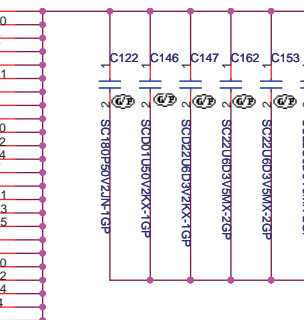 0
1
0
2
4
1
3
5
0
2
4
4
C122 C146 C147 C162 C153
1 1 1 1 1
2 2 2 2 2
G/P G/P G/P G/P G/P
SC180P50V2JN-1GP
SCD01U50V2KX-1GP
SCD22U6D3V2KX-1GP
SC22U6D3V5MX-2GP
SC22U6D3V5MX-2GP